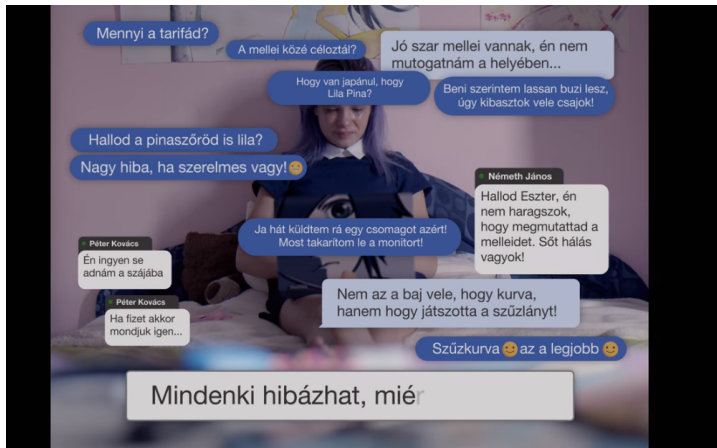 Mennyi a tarifád?
A mellei közé céloztál?
Jó szar mellei vannak, én nem
mutogatnám a helyében...
Hogy van japánul, hogy
Lila Pina?
Beni szerintem lassan buzi lesz,
úgy kibasztok vele csajok!
Hallod a pinaszőröd is lila?
Nagy hiba, ha szerelmes vagy!
Németh János
Hallod Eszter, én
nem haragszok,
hogy megmutattad a
melleidet. Sőt hálás
vagyok!
Ja hát küldtem rá egy csomagot azért!
Most takarítom le a monitort!
Péter Kovács
Én ingyen se
adnám a szájába
Péter Kovács
Ha fizet akkor
mondjuk igen...
Nem az a baj vele, hogy kurva,
hanem hogy játszotta a szűzlányt!
Szűzkurva 🙂 az a legjobb 🙂
Mindenki hibázhat, miér